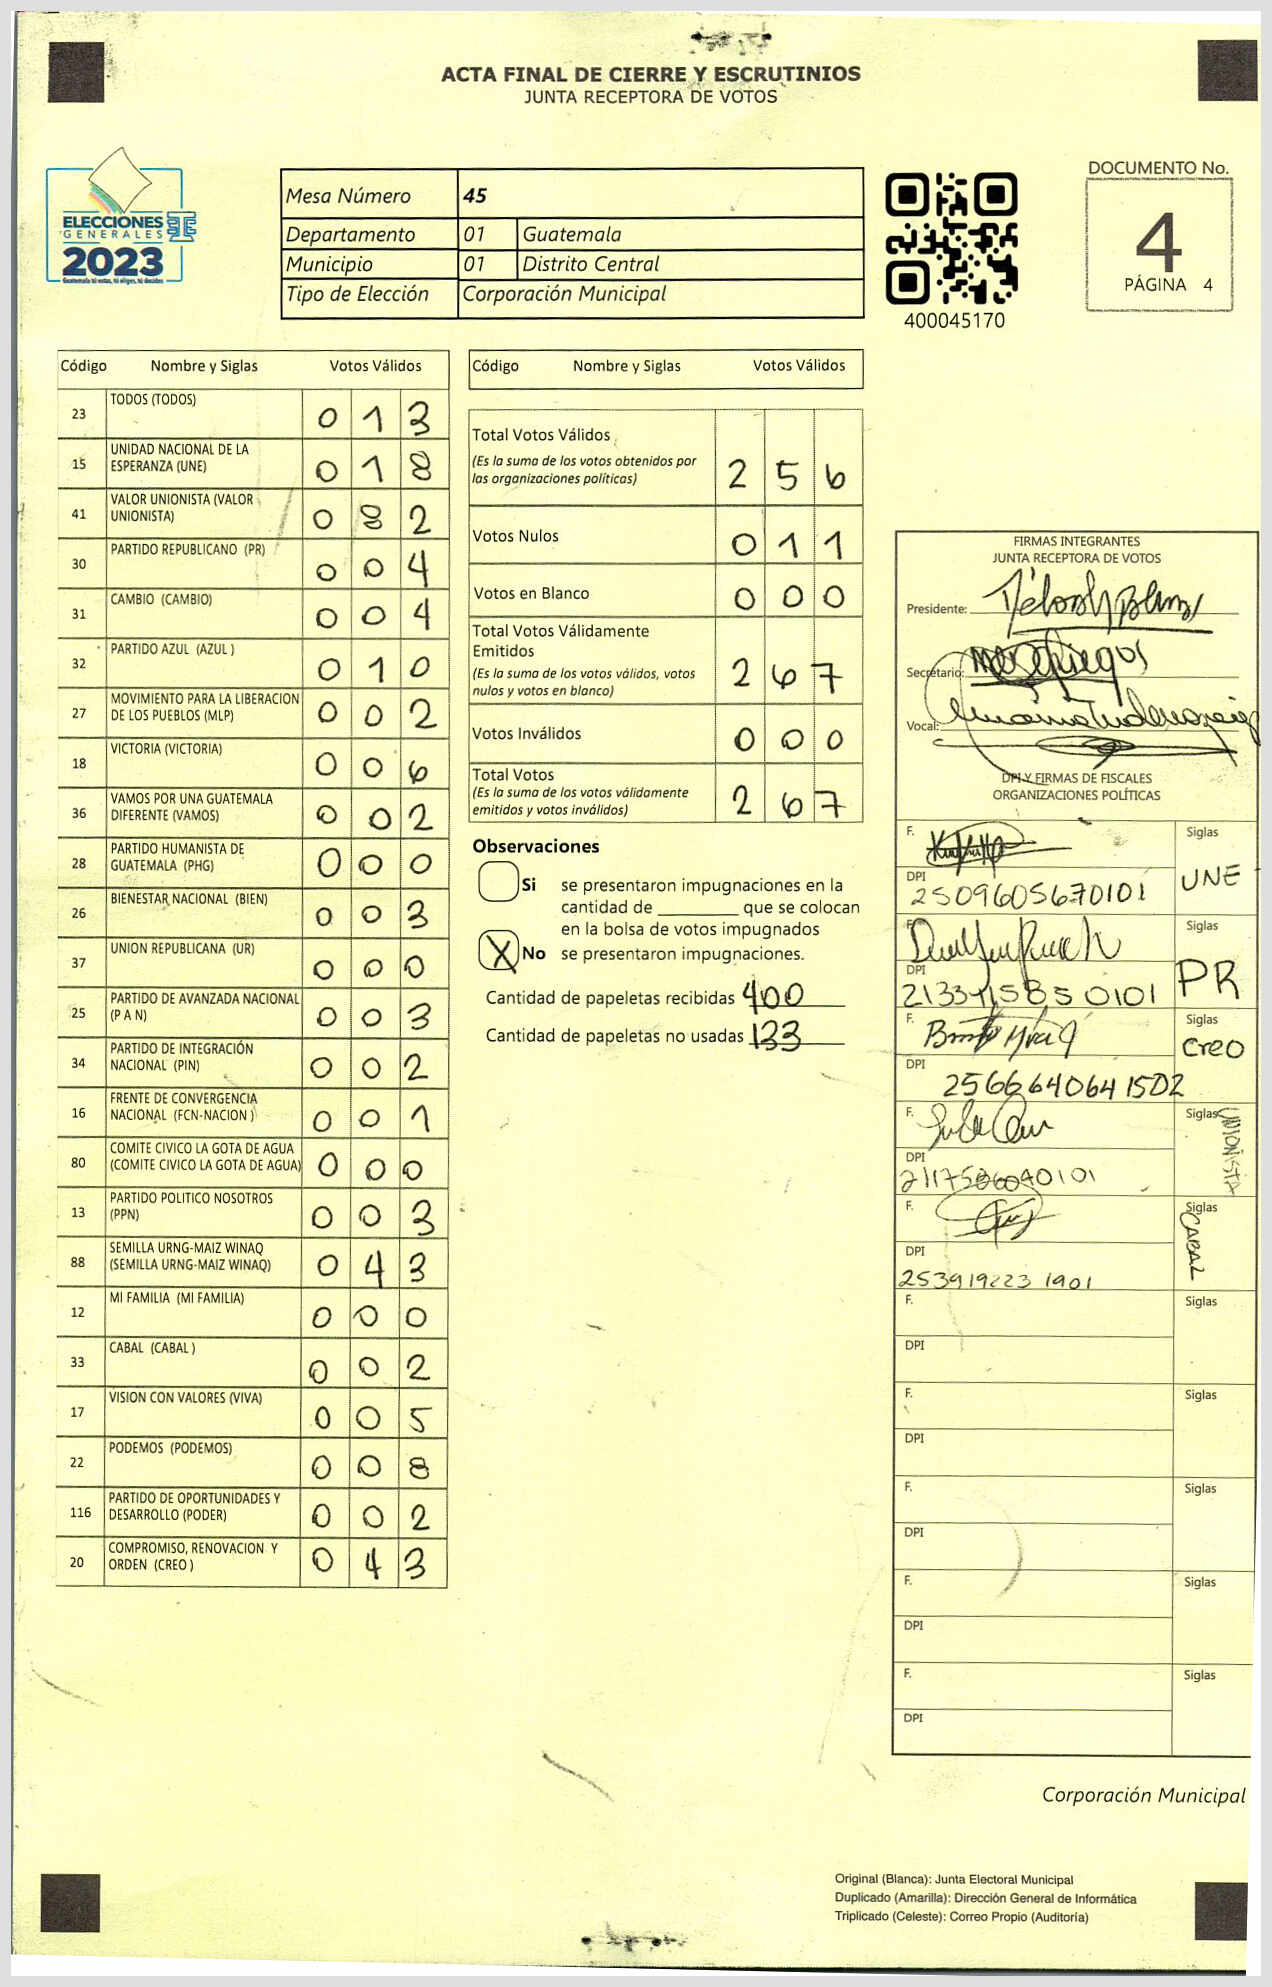 ACTA FINAL DE CIERRE Y ESCRUTINIOS
JUNTA RECEPTORA DE VOTOS
ELECCIONES
GENERALES
2023
Guatemala tú estas, tú eliges, tú decides
Mesa Número 45
Departamento 01 Guatemala
Municipio 01 Distrito Central
Tipo de Elección Corporación Municipal
400045170
DOCUMENTO No.
4
PÁGINA 4
Código Nombre y Siglas Votos Válidos
23 TODOS (TODOS) 0 1 3
15 UNIDAD NACIONAL DE LA
ESPERANZA (UNE) 0 1 8
41 VALOR UNIONISTA (VALOR
UNIONISTA) 0 8 2
30 PARTIDO REPUBLICANO (PR) 0 0 4
31 CAMBIO (CAMBIO) 0 0 4
32 PARTIDO AZUL (AZUL ) 0 1 0
27 MOVIMIENTO PARA LA LIBERACION
DE LOS PUEBLOS (MLP) 0 0 2
18 VICTORIA (VICTORIA) 0 0 6
36 VAMOS POR UNA GUATEMALA
DIFERENTE (VAMOS) 0 0 2
28 PARTIDO HUMANISTA DE
GUATEMALA (PHG) 0 0 0
26 BIENESTAR NACIONAL (BIEN) 0 0 3
37 UNION REPUBLICANA (UR) 0 0 0
25 PARTIDO DE AVANZADA NACIONAL
(P A N) 0 0 3
34 PARTIDO DE INTEGRACIÓN
NACIONAL (PIN) 0 0 2
16 FRENTE DE CONVERGENCIA
NACIONAL (FCN-NACION ) 0 0 1
80 COMITE CIVICO LA GOTA DE AGUA
(COMITE CIVICO LA GOTA DE AGUA) 0 0 0
13 PARTIDO POLITICO NOSOTROS
(PPN) 0 0 3
88 SEMILLA URNG-MAIZ WINAQ
(SEMILLA URNG-MAIZ WINAQ) 0 4 3
12 MI FAMILIA (MI FAMILIA) 0 0 0
33 CABAL (CABAL ) 0 0 2
17 VISION CON VALORES (VIVA) 0 0 5
22 PODEMOS (PODEMOS) 0 0 8
116 PARTIDO DE OPORTUNIDADES Y
DESARROLLO (PODER) 0 0 2
20 COMPROMISO, RENOVACION Y
ORDEN (CREO ) 0 4 3
Código Nombre y Siglas Votos Válidos
Total Votos Válidos
(Es la suma de los votos obtenidos por
las organizaciones políticas) 2 5 6
Votos Nulos 0 1 1
Votos en Blanco 0 0 0
Total Votos Válidamente
Emitidos
(Es la suma de los votos válidos, votos
nulos y votos en blanco) 2 6 7
Votos Inválidos 0 0 0
Total Votos
(Es la suma de los votos válidamente
emitidos y votos inválidos) 2 6 7
Observaciones
Si se presentaron impugnaciones en la
cantidad de ________ que se colocan
en la bolsa de votos impugnados
X No se presentaron impugnaciones.
Cantidad de papeletas recibidas 400
Cantidad de papeletas no usadas 133
FIRMAS INTEGRANTES
JUNTA RECEPTORA DE VOTOS
Presidente:
Secretario:
Vocal:
DPI Y FIRMAS DE FISCALES
ORGANIZACIONES POLÍTICAS
F. Siglas
UNE
DPI
2509605670101
F. Siglas
PR
DPI
F. Siglas
Creo
DPI
2566640641502
F. Siglas
UNIONISTA
DPI
F. Siglas
CABAL
DPI
253919223 1901
F. Siglas
DPI
F. Siglas
DPI
F. Siglas
DPI
F. Siglas
DPI
F. Siglas
DPI
Corporación Municipal
Original (Blanca): Junta Electoral Municipal
Duplicado (Amarilla): Dirección General de Informática
Triplicado (Celeste): Correo Propio (Auditoría)